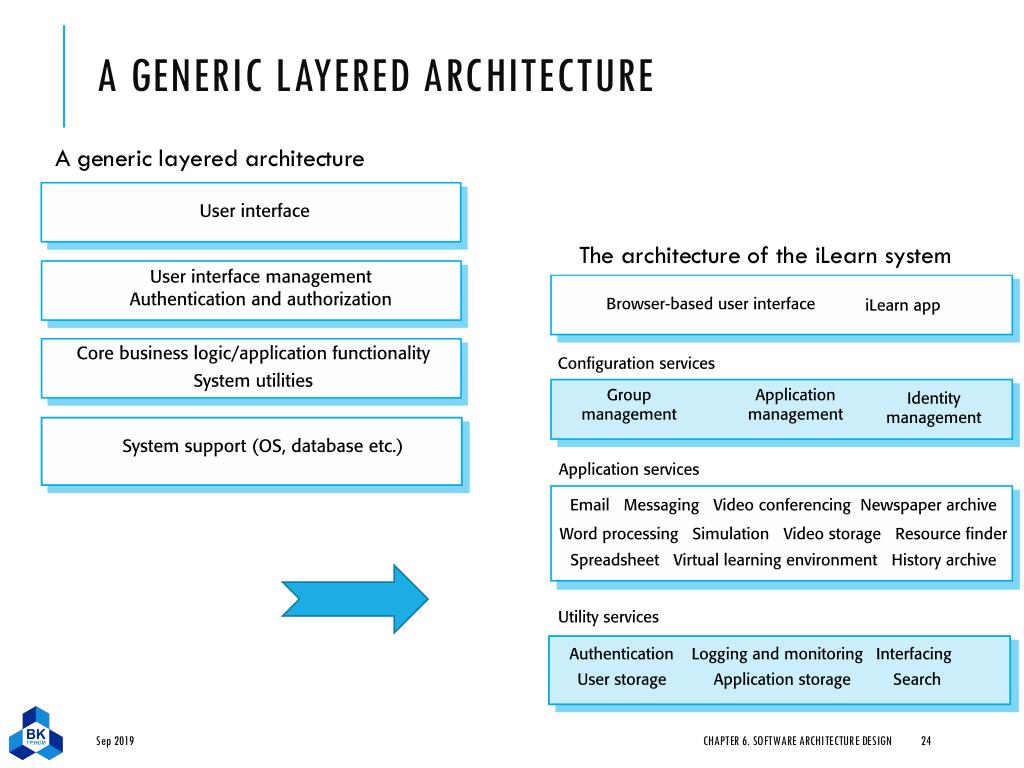 A GENERIC LAYERED ARCHITECTURE
A generic layered architecture
User interface
User interface management
Authentication and authorization
Core business logic/application functionality
System utilities
System support (OS, database etc.)
The architecture of the iLearn system
Browser-based user interface iLearn app
Configuration services
Group management
Application management
Identity management
Application services
Email Messaging Video conferencing Newspaper archive
Word processing Simulation Video storage Resource finder
Spreadsheet Virtual learning environment History archive
Utility services
Authentication Logging and monitoring Interfacing
User storage Application storage Search
BK
TP.HCM
Sep 2019
CHAPTER 6. SOFTWARE ARCHITECTURE DESIGN
24